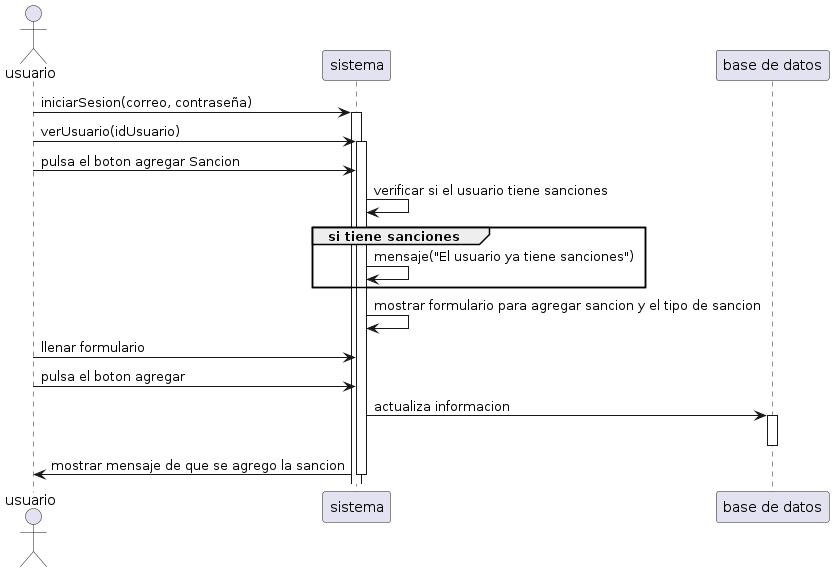 usuario
sistema
base de datos
iniciarSesion(correo, contraseña)
verUsuario(idUsuario)
pulsa el boton agregar Sancion
verificar si el usuario tiene sanciones
si tiene sanciones
mensaje("El usuario ya tiene sanciones")
mostrar formulario para agregar sancion y el tipo de sancion
llenar formulario
pulsa el boton agregar
actualiza informacion
mostrar mensaje de que se agrego la sancion
usuario
sistema
base de datos